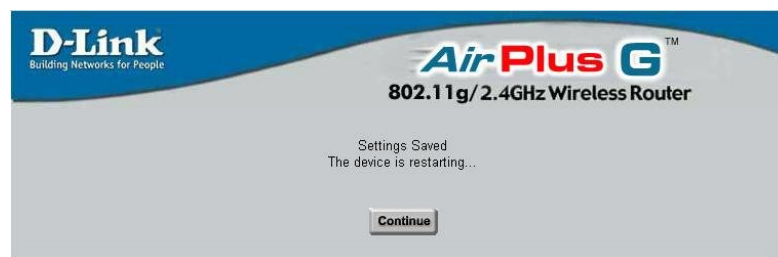 D-Link
Building Networks for People
Air Plus G™
802.11g/2.4GHz Wireless Router
Settings Saved
The device is restarting...
Continue